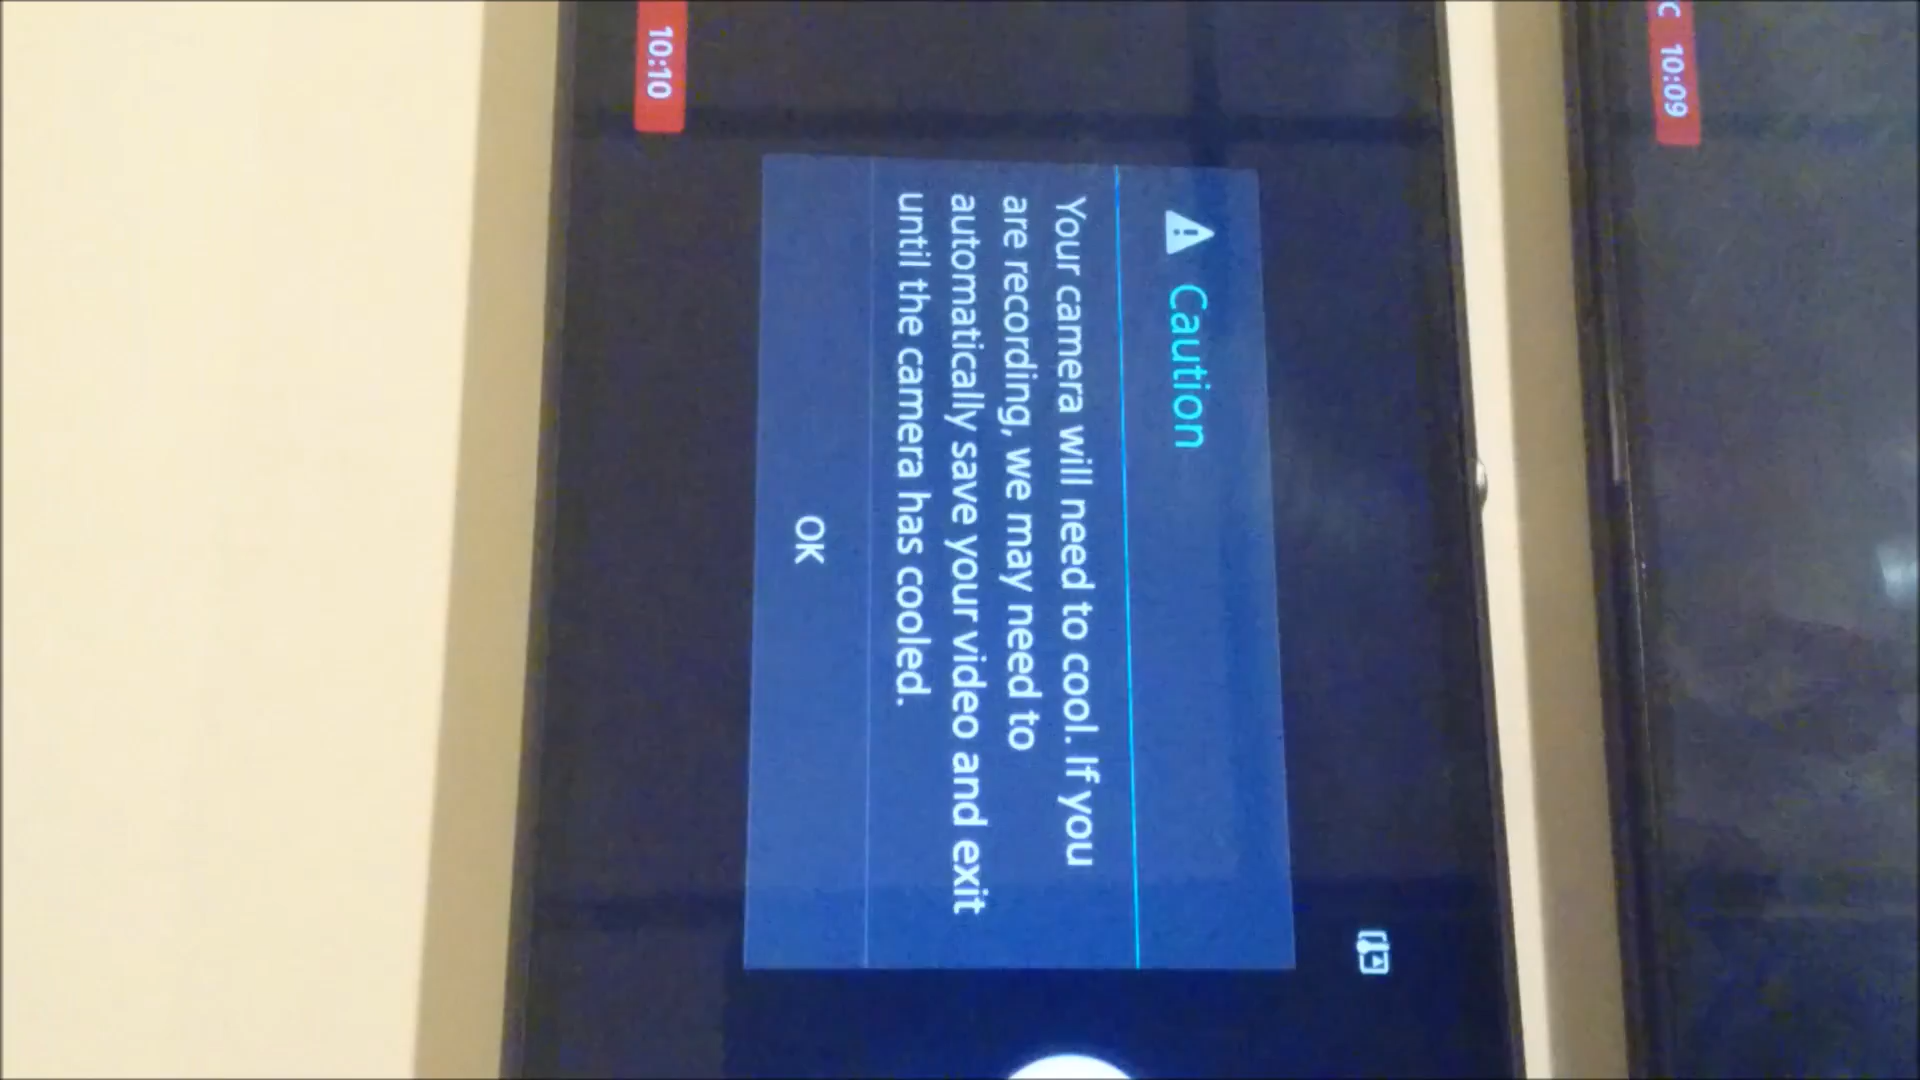 Caution
Your camera will need to cool. If you
are recording, we may need to
automatically save your video and exit
until the camera has cooled.
OK
10:10
C 10:09